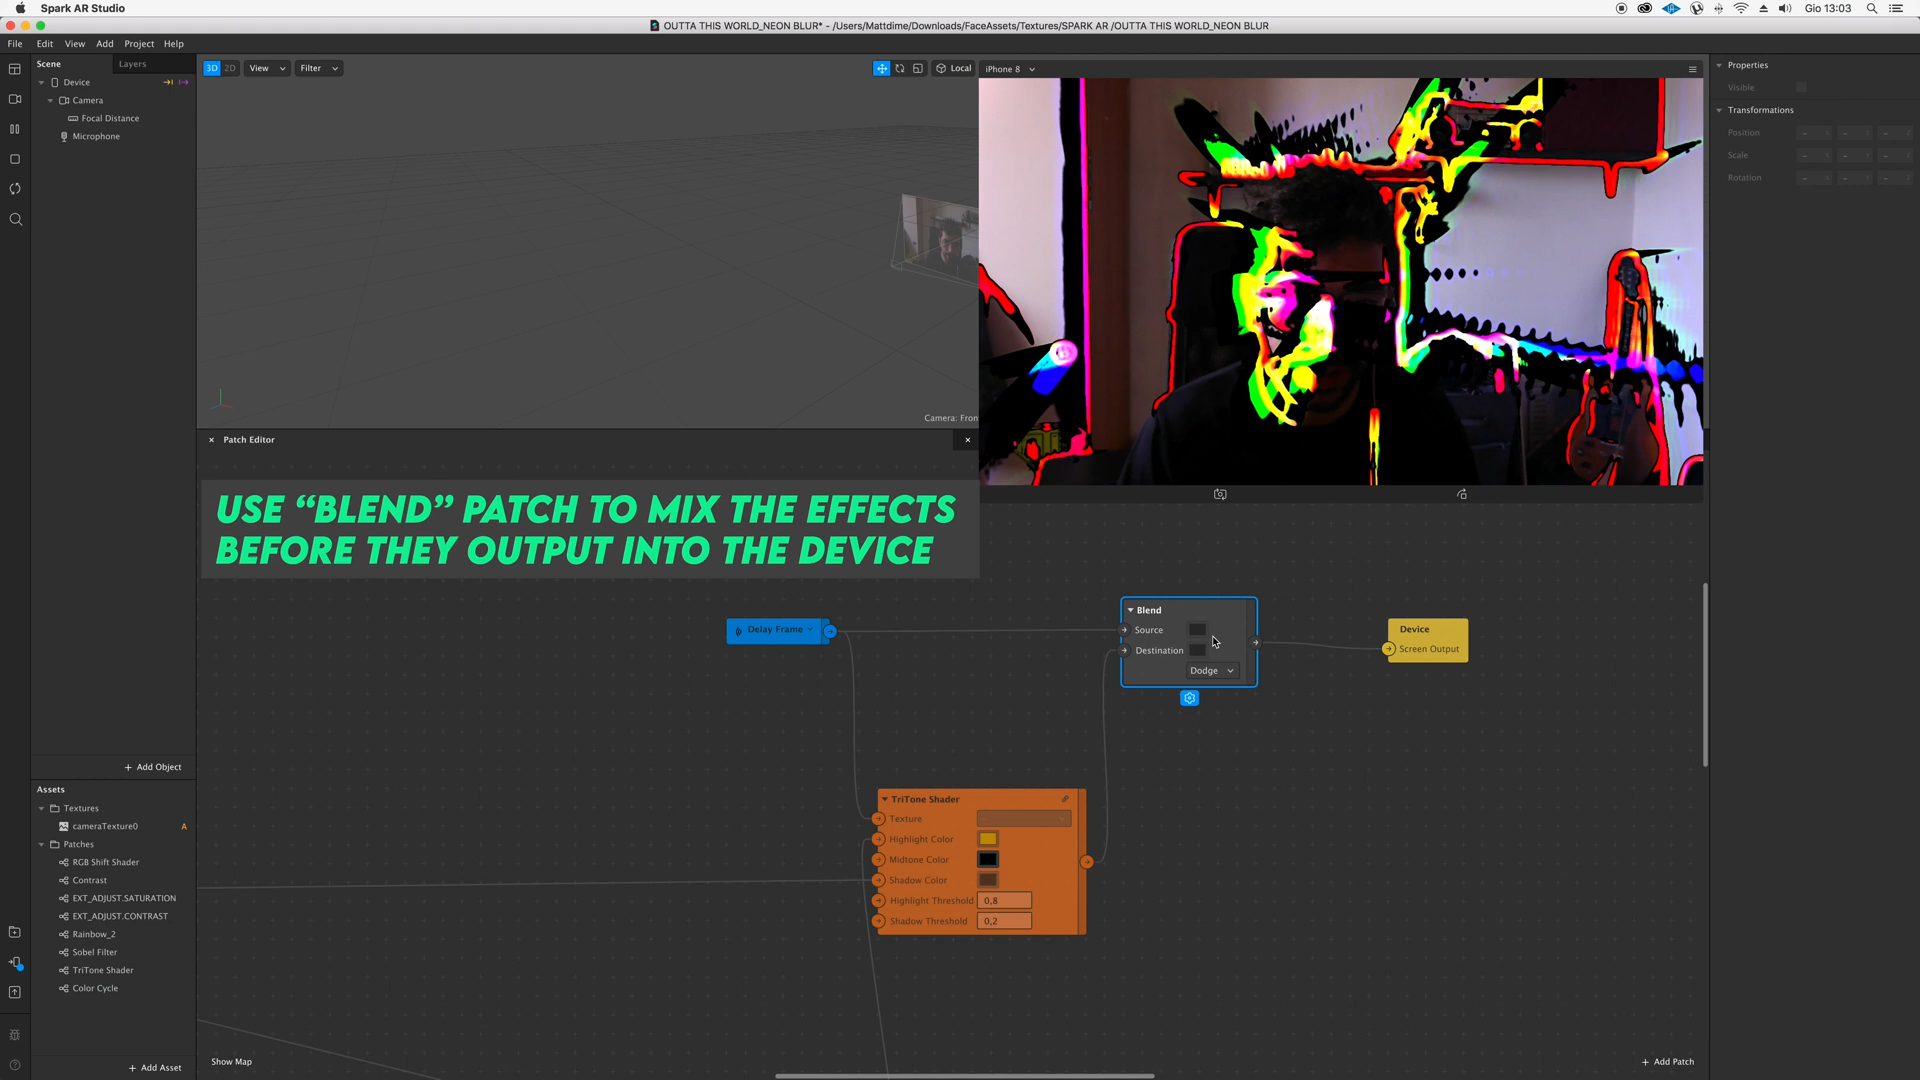 Spark AR Studio
Gio 13:03
OUTTA THIS WORLD_NEON BLUR* - /Users/Mattdime/Downloads/FaceAssets/Textures/SPARK AR /OUTTA THIS WORLD_NEON BLUR
File Edit View Add Project Help
Scene Layers
Device
Camera
Focal Distance
Microphone
3D 2D View Filter
Local
iPhone 8
Properties
Visible
Transformations
Position
Scale
Rotation
Camera: Fron
Patch Editor
USE “BLEND” PATCH TO MIX THE EFFECTS
BEFORE THEY OUTPUT INTO THE DEVICE
Delay Frame
Blend
Source
Destination
Dodge
Device
Screen Output
TriTone Shader
Texture
Highlight Color
Midtone Color
Shadow Color
Highlight Threshold 0,8
Shadow Threshold 0,2
+ Add Object
Assets
Textures
cameraTexture0 A
Patches
RGB Shift Shader
Contrast
EXT_ADJUST.SATURATION
EXT_ADJUST.CONTRAST
Rainbow_2
Sobel Filter
TriTone Shader
Color Cycle
+ Add Asset
Show Map
+ Add Patch